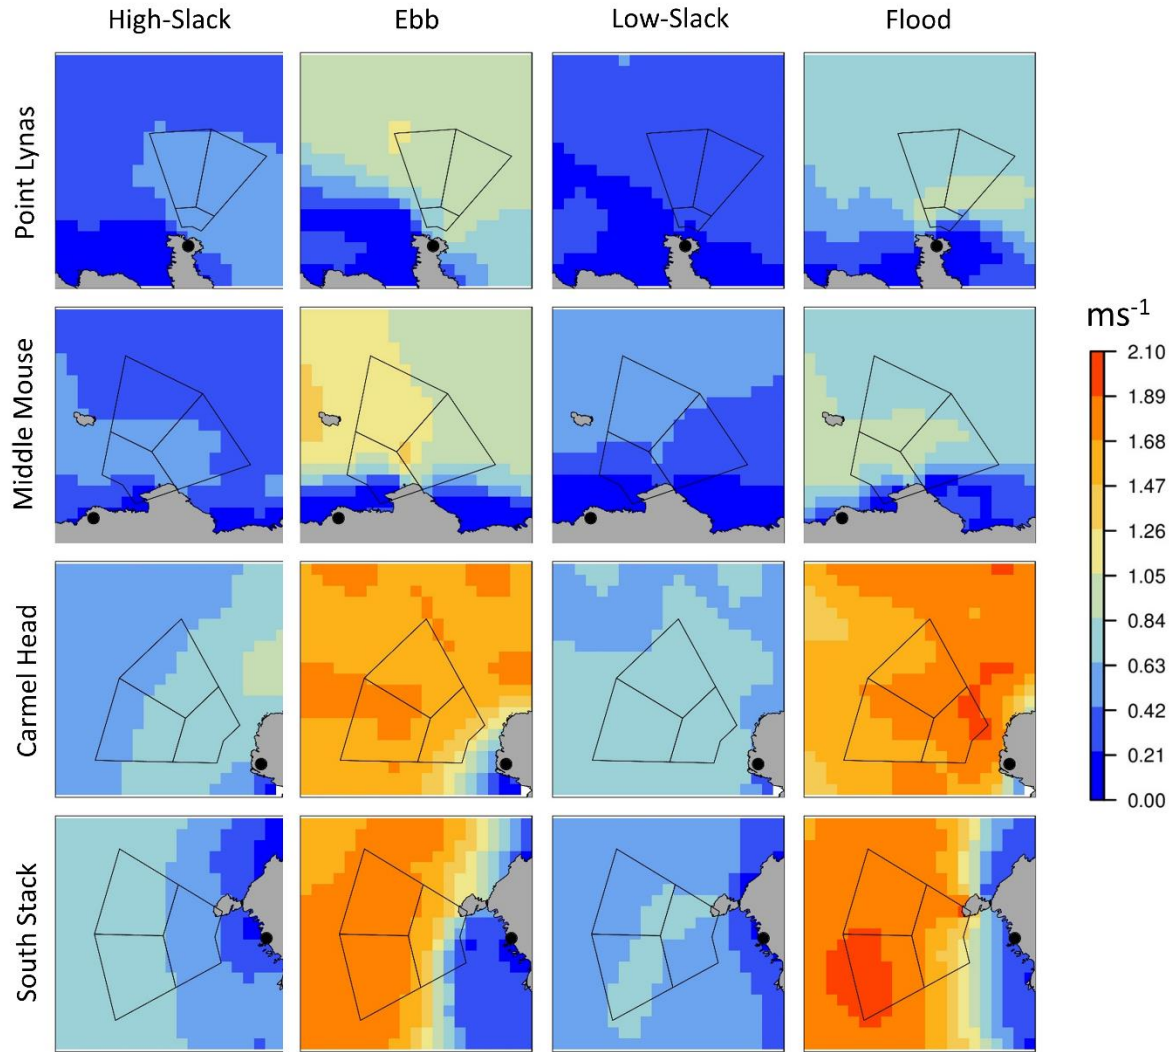 High-Slack Ebb Low-Slack Flood
Point Lynas
Middle Mouse
Carmel Head
South Stack
ms⁻¹
2.10
1.89
1.68
1.47
1.26
1.05
0.84
0.63
0.42
0.21
0.00